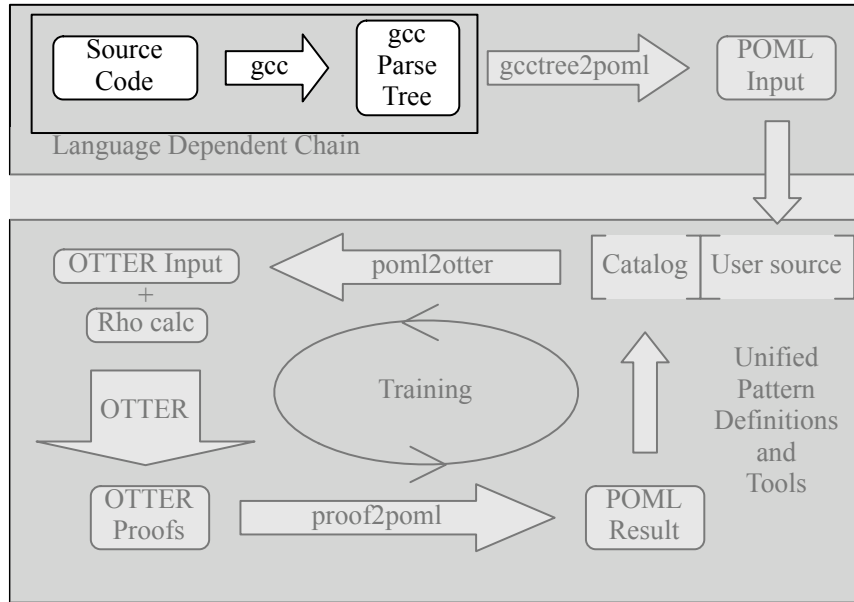 Source
Code
gcc
gcc
Parse
Tree
gcctree2poml
POML
Input
Language Dependent Chain
OTTER Input
+
Rho calc
poml2otter
Catalog
User source
Training
Unified
Pattern
Definitions
and
Tools
OTTER
OTTER
Proofs
proof2poml
POML
Result